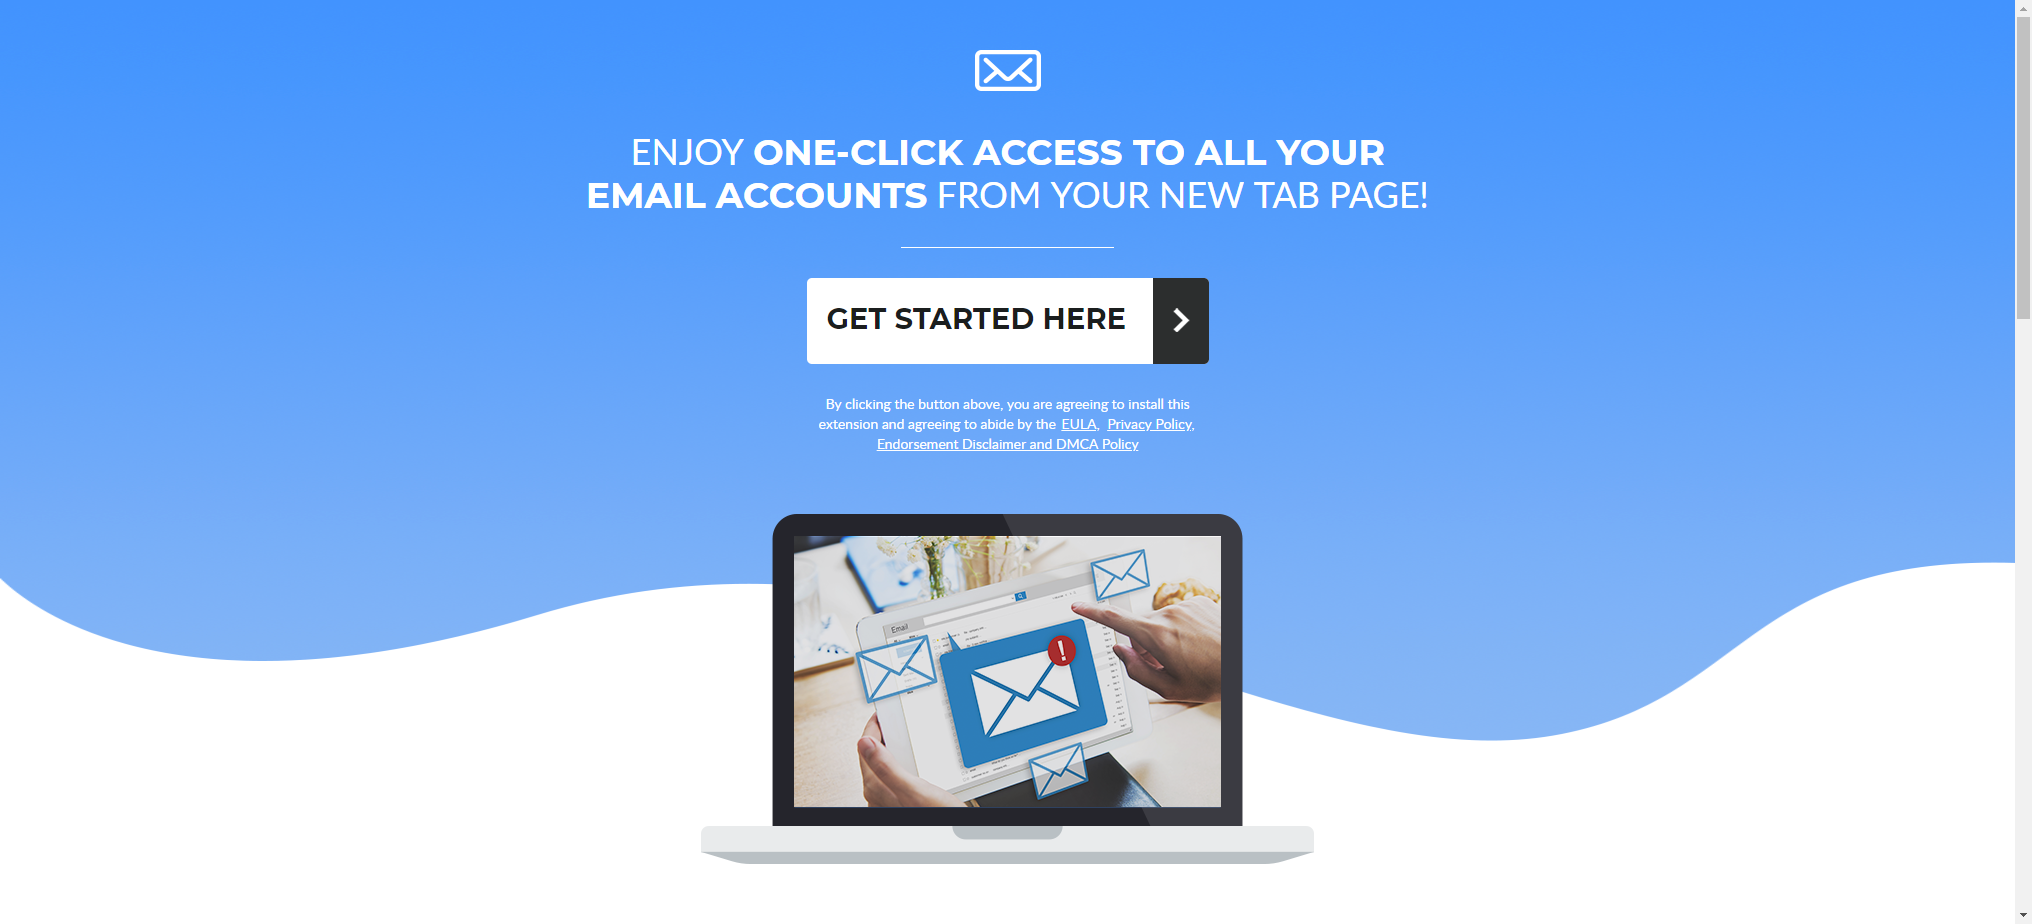 ENJOY ONE-CLICK ACCESS TO ALL YOUR
EMAIL ACCOUNTS FROM YOUR NEW TAB PAGE!
GET STARTED HERE
By clicking the button above, you are agreeing to install this
extension and agreeing to abide by the EULA, Privacy Policy,
Endorsement Disclaimer and DMCA Policy
Email